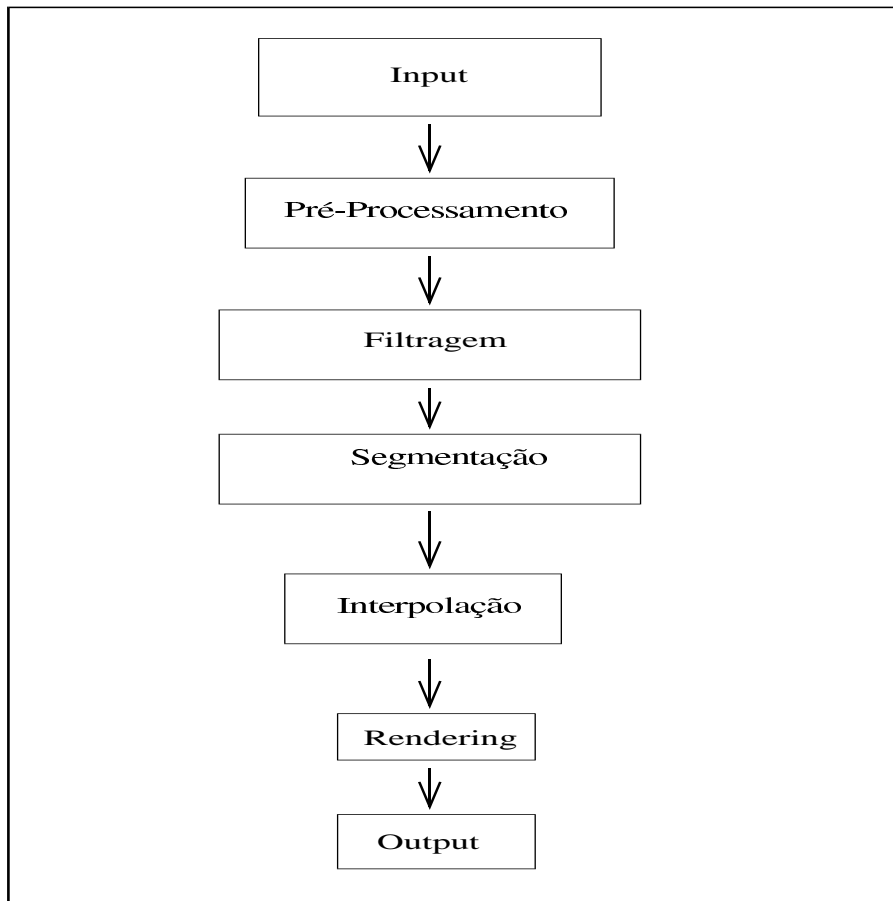 Input
Pré-Processamento
Filtragem
Segmentação
Interpolação
Rendering
Output